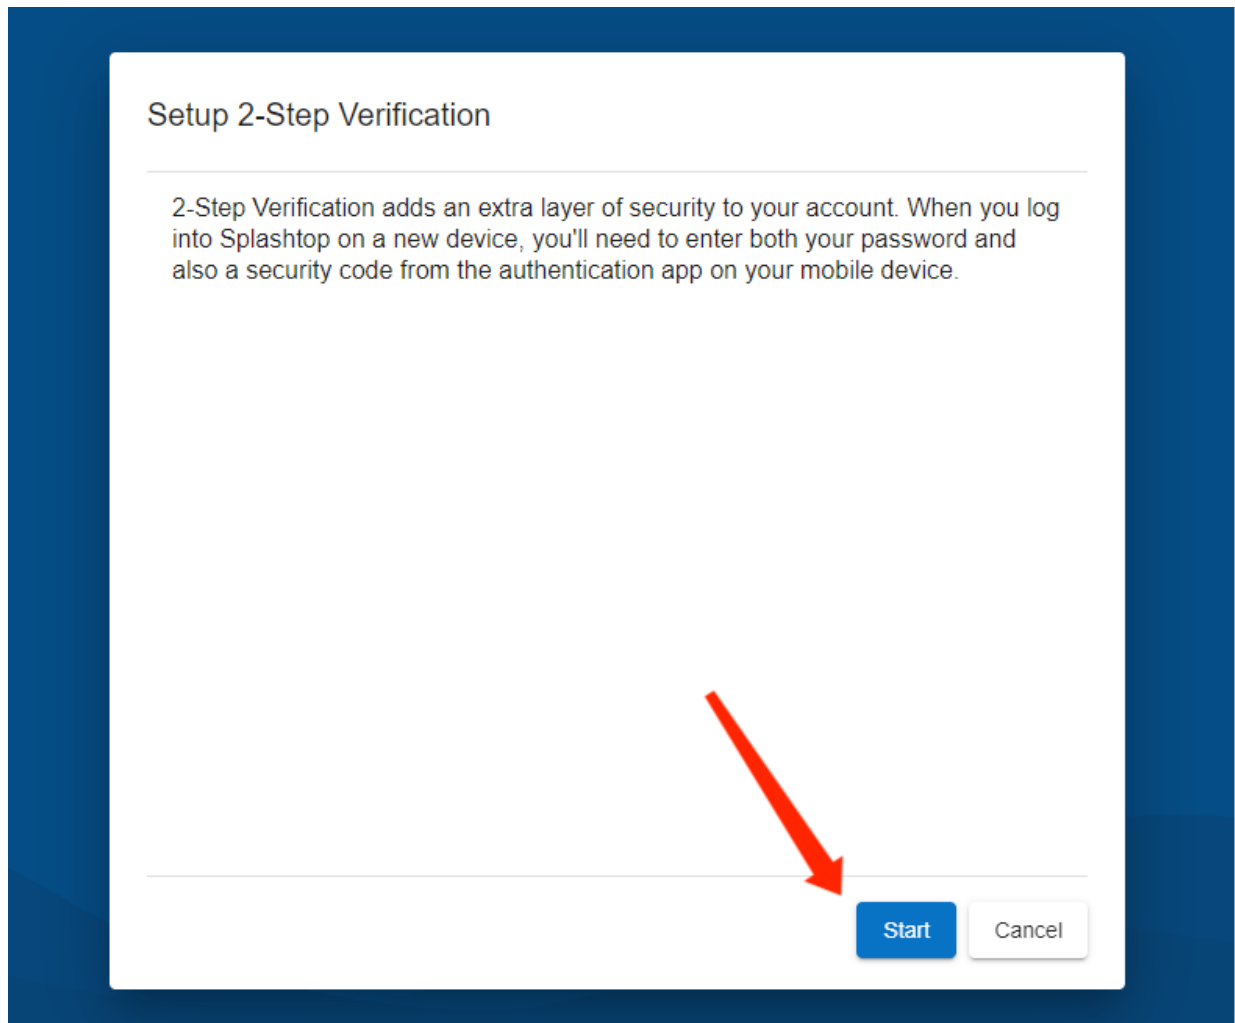 Setup 2-Step Verification
2-Step Verification adds an extra layer of security to your account. When you log
into Splashtop on a new device, you'll need to enter both your password and
also a security code from the authentication app on your mobile device.
Start
Cancel